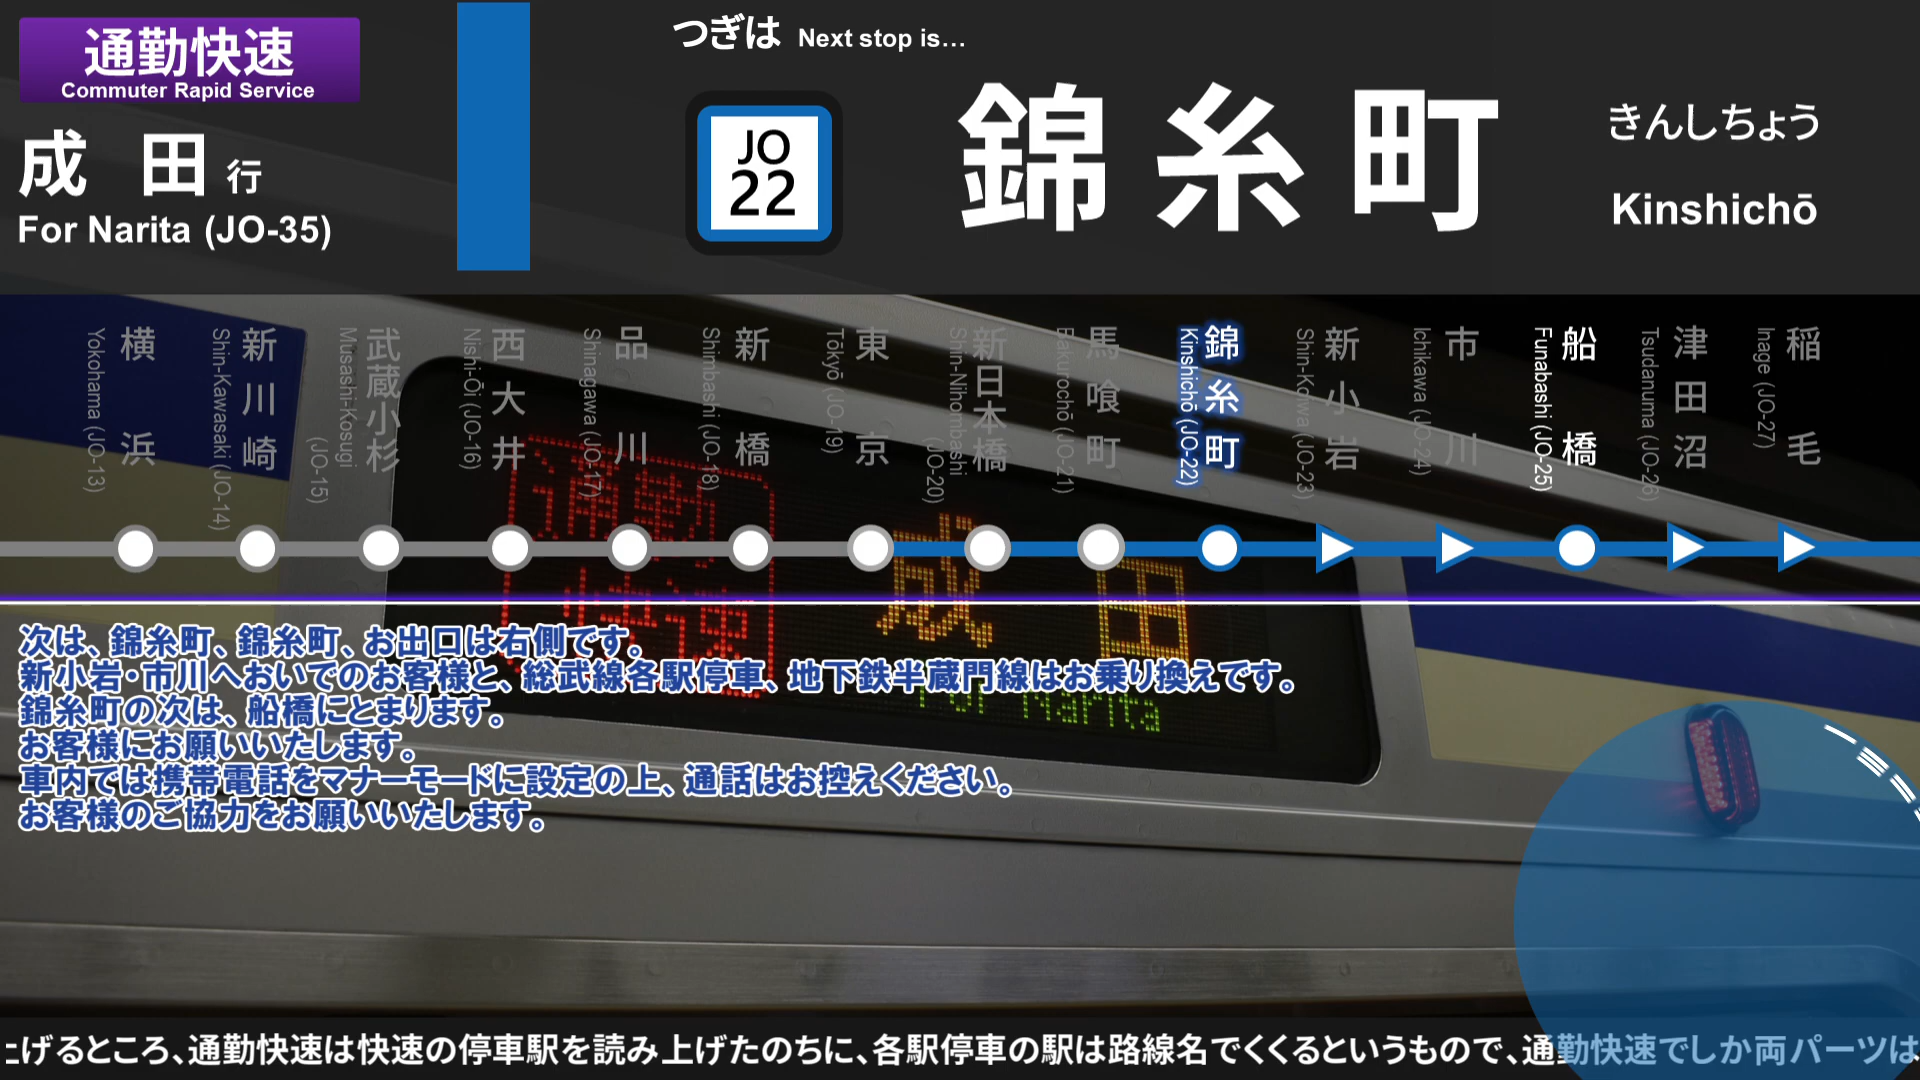 通勤快速
Commuter Rapid Service
成田行
For Narita (JO-35)
つぎは Next stop is...
JO
22
錦糸町
きんしちょう
Kinshichō
横浜
Yokohama (JO-13)
新川崎
Shin-Kawasaki (JO-14)
武蔵小杉
Musashi-Kosugi
(JO-15)
西大井
Nishi-Ōi (JO-16)
品川
Shinagawa (JO-17)
新橋
Shimbashi (JO-18)
東京
Tōkyō (JO-19)
新日本橋
Shin-Nihombashi
(JO-20)
馬喰町
Bakurochō (JO-21)
錦糸町
Kinshichō (JO-22)
新小岩
Shin-Koiwa (JO-23)
市川
Ichikawa (JO-24)
船橋
Funabashi (JO-25)
津田沼
Tsudanuma (JO-26)
稲毛
Inage (JO-27)
通勤
快速
成田
For Narita
次は、錦糸町、錦糸町、お出口は右側です。
新小岩・市川へおいでのお客様と、総武線各駅停車、地下鉄半蔵門線はお乗り換えです。
錦糸町の次は、船橋にとまります。
お客様にお願いいたします。
車内では携帯電話をマナーモードに設定の上、通話はお控えください。
お客様のご協力をお願いいたします。
上げるところ、通勤快速は快速の停車駅を読み上げたのちに、各駅停車の駅は路線名でくくるというもので、通勤快速でしか両パーツは